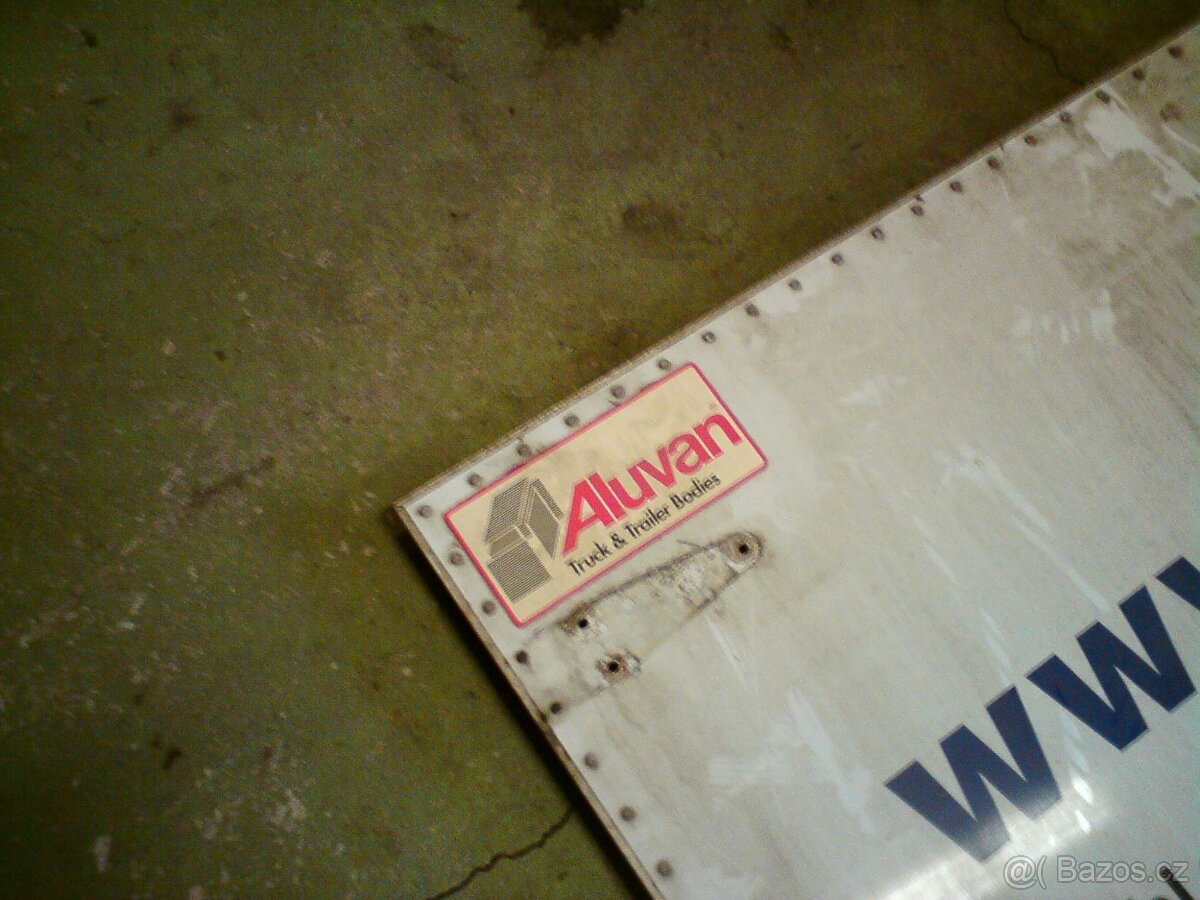 Aluvan®
Truck & Trailer Bodies
www
@( Bazos.cz